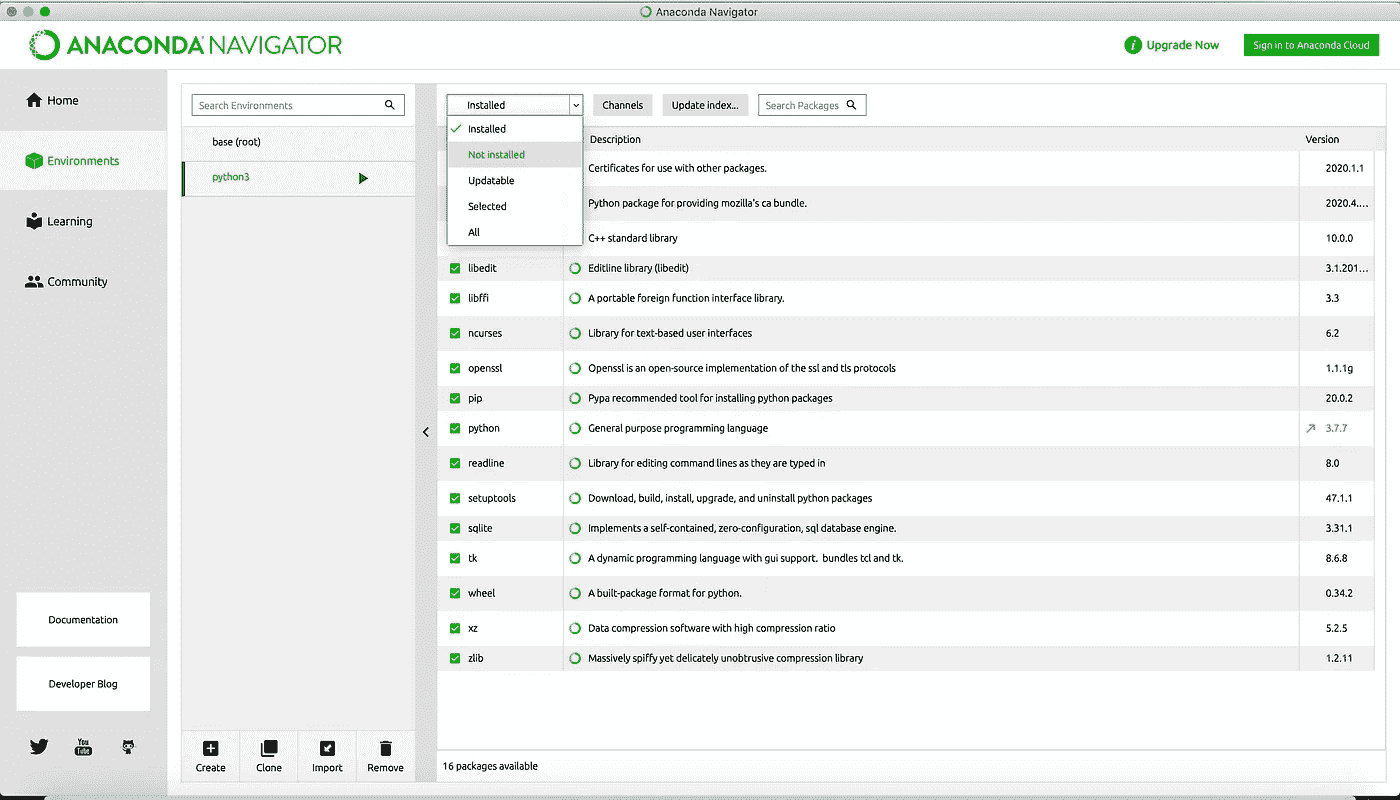 Anaconda Navigator
ANACONDA NAVIGATOR
i Upgrade Now
Sign in to Anaconda Cloud
Home
Environments
Learning
Community
Documentation
Developer Blog
You Tube
Search Environments
base (root)
python3
Create
Clone
Import
Remove
Installed
Channels
Update index...
Search Packages
Installed
Not installed
Updatable
Selected
All
Description Version
Certificates for use with other packages. 2020.1.1
Python package for providing mozilla's ca bundle. 2020.4....
C++ standard library 10.0.0
libedit Editline library (libedit) 3.1.201...
libffi A portable foreign function interface library. 3.3
ncurses Library for text-based user interfaces 6.2
openssl Openssl is an open-source implementation of the ssl and tls protocols 1.1.1g
pip Pypa recommended tool for installing python packages 20.0.2
python General purpose programming language 3.7.7
readline Library for editing command lines as they are typed in 8.0
setuptools Download, build, install, upgrade, and uninstall python packages 47.1.1
sqlite Implements a self-contained, zero-configuration, sql database engine. 3.31.1
tk A dynamic programming language with gui support. bundles tcl and tk. 8.6.8
wheel A built-package format for python. 0.34.2
xz Data compression software with high compression ratio 5.2.5
zlib Massively spiffy yet delicately unobtrusive compression library 1.2.11
16 packages available